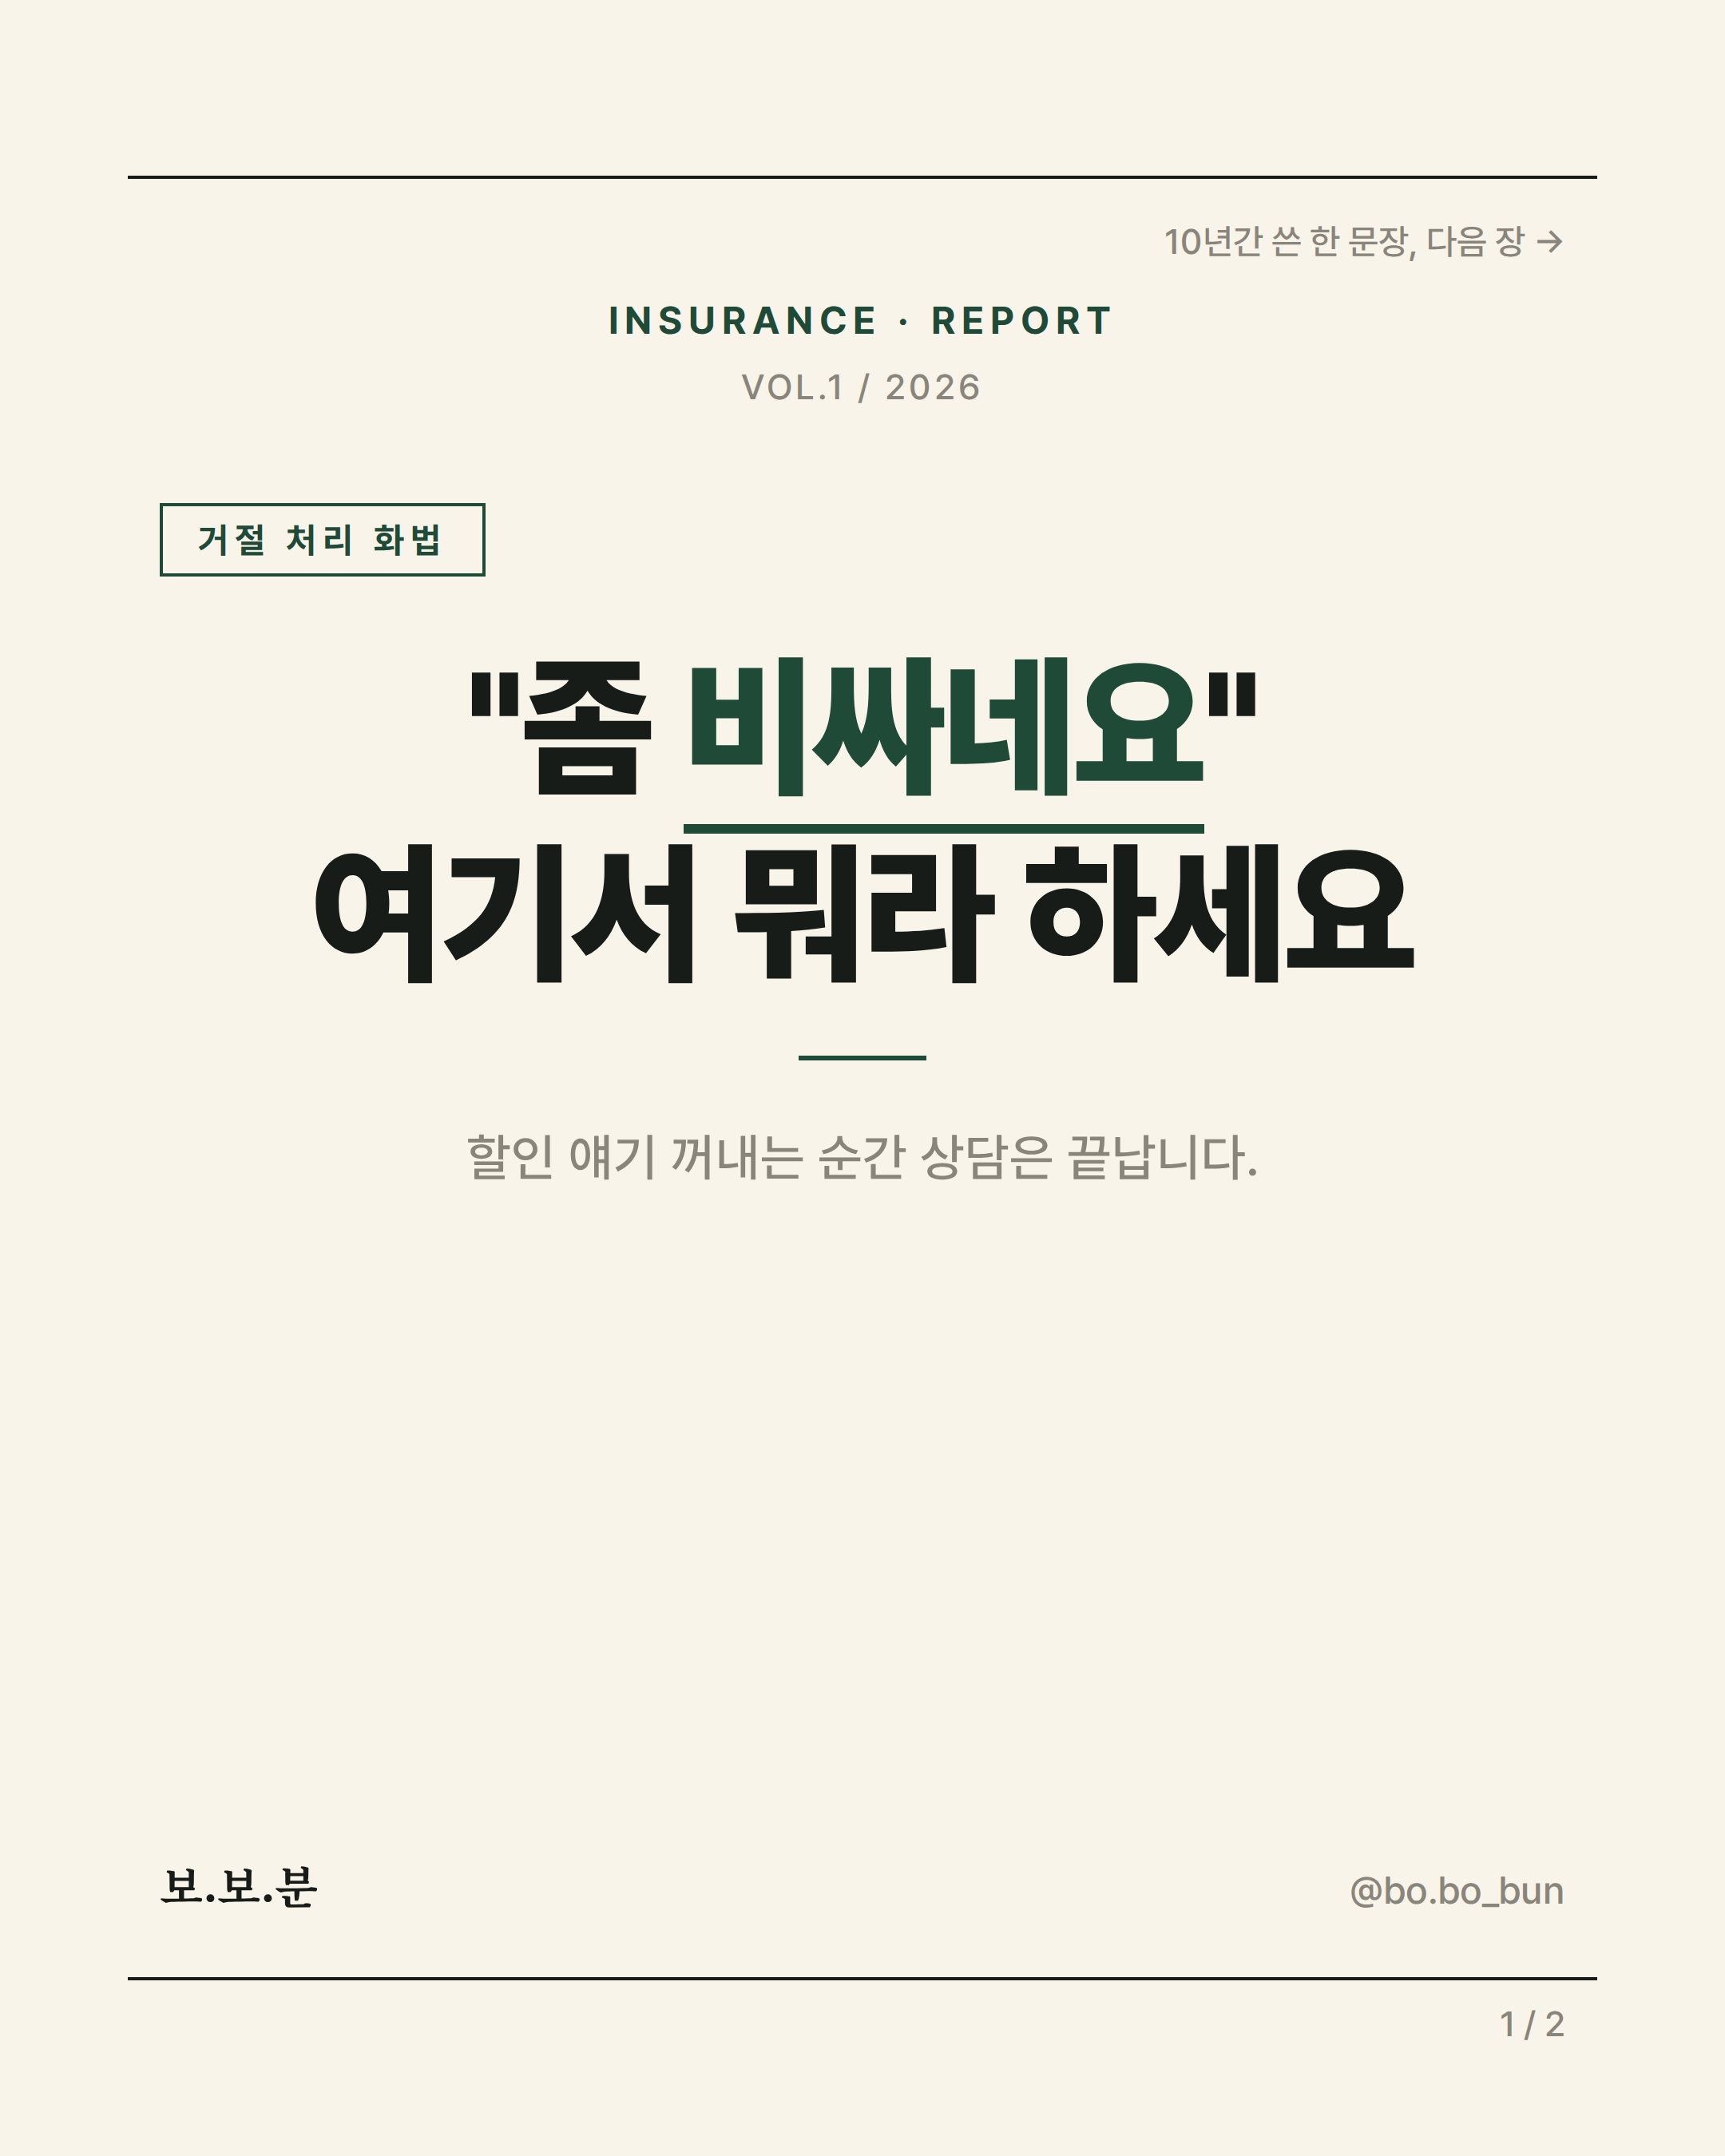 10년간 쓴 한 문장, 다음 장 →
INSURANCE · REPORT
VOL.1 / 2026
거절 처리 화법
"좀 비싸네요"
여기서 뭐라 하세요
할인 얘기 꺼내는 순간 상담은 끝납니다.
보.보.분
@bo.bo_bun
1 / 2